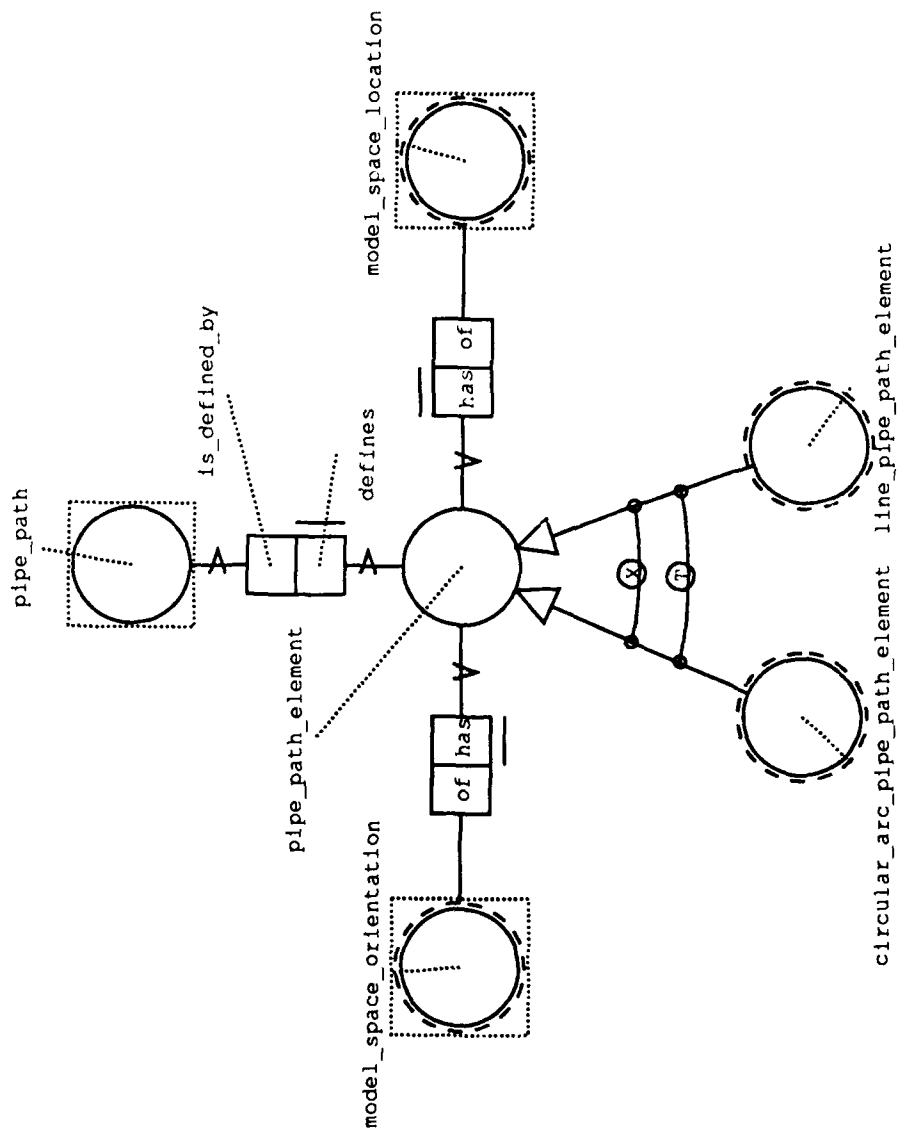 pipe_path
is_defined_by
defines
model_space_location
has of
pipe_path_element
of has
model_space_orientation
X
T
circular_arc_pipe_path_element
line_pipe_path_element